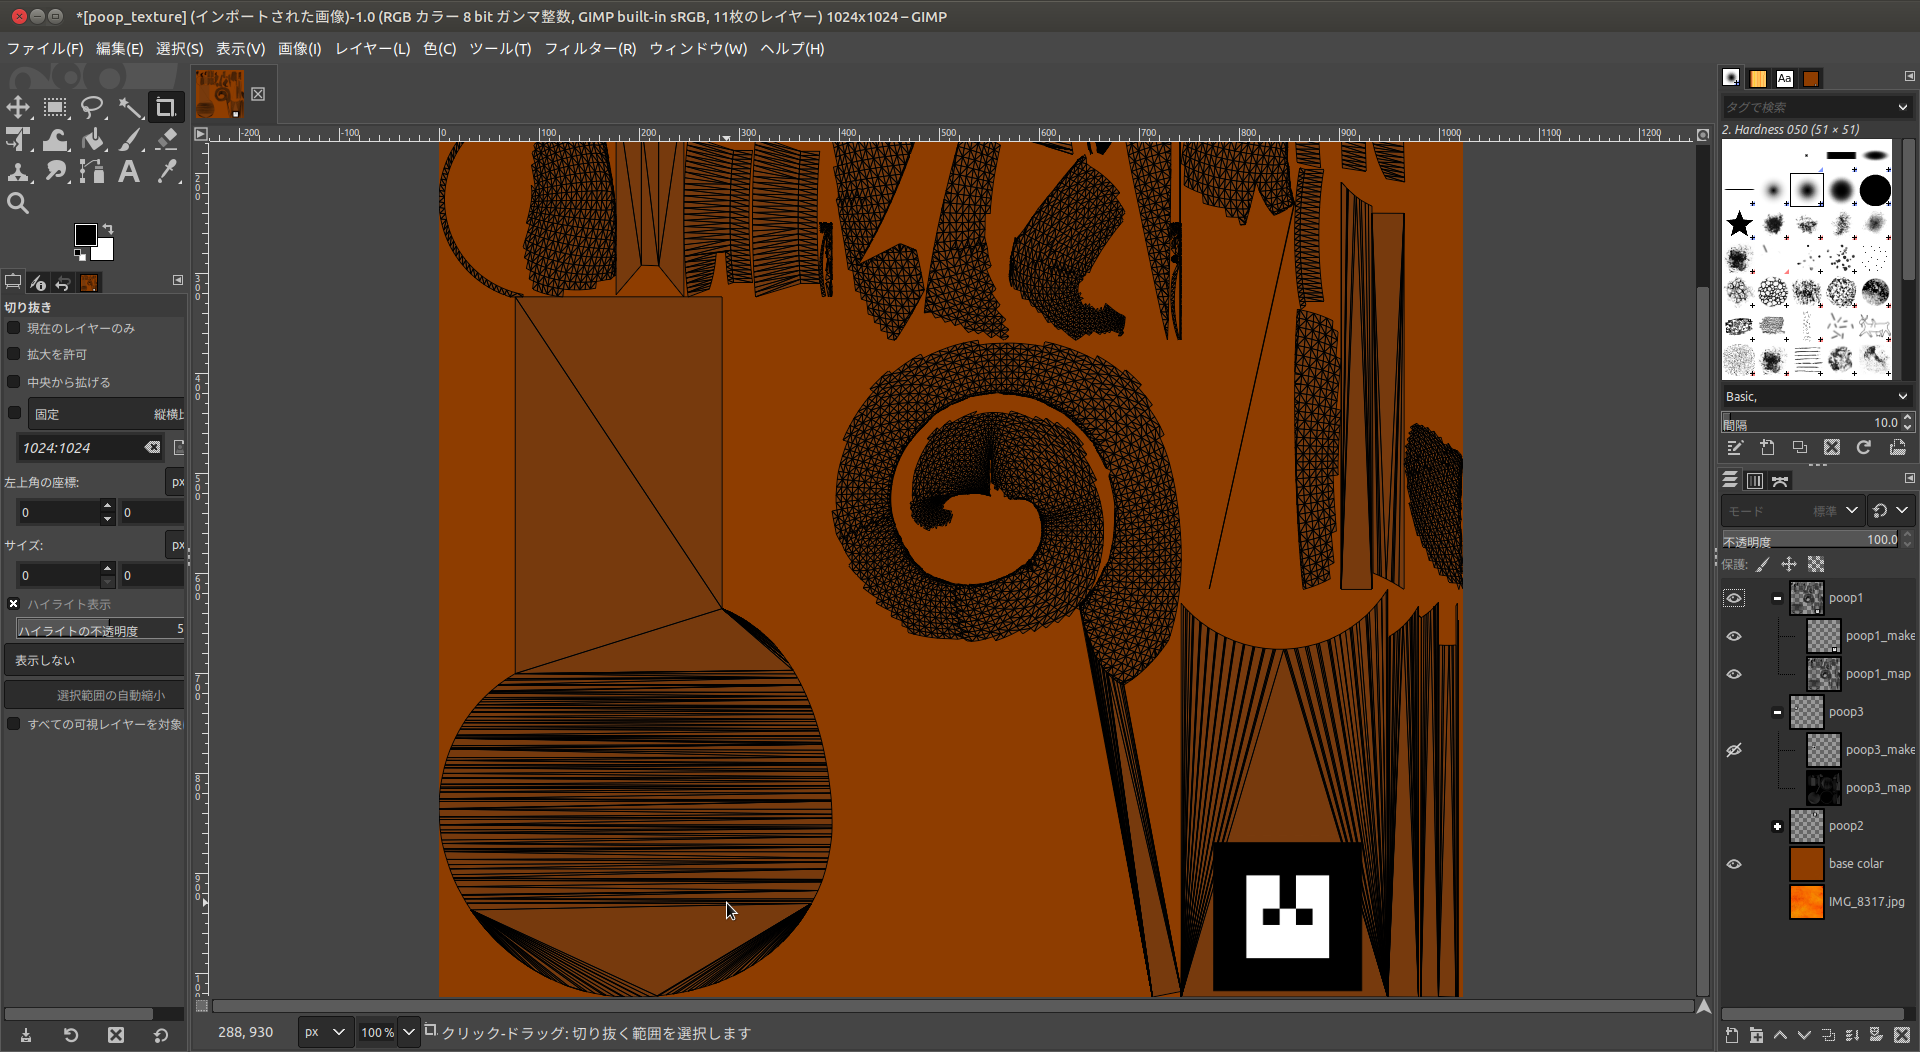 *[poop_texture] (インポートされた画像)-1.0 (RGB カラー 8 bit ガンマ整数, GIMP built-in sRGB, 11枚のレイヤー) 1024x1024 – GIMP
ファイル(F) 編集(E) 選択(S) 表示(V) 画像(I) レイヤー(L) 色(C) ツール(T) フィルター(R) ウィンドウ(W) ヘルプ(H)
-200 -100 0 100 200 300 400 500 600 700 800 900 1000 1100 1200
200
300
400
500
600
700
800
900
切り抜き
現在のレイヤーのみ
拡大を許可
中央から拡げる
固定 縦横比
1024:1024
左上角の座標: px
0 0
サイズ: px
0 0
ハイライト表示
ハイライトの不透明度 5
表示しない
選択範囲の自動縮小
すべての可視レイヤーを対象に
288, 930 px 100 % クリック-ドラッグ: 切り抜く範囲を選択します
Aa
タグで検索
2. Hardness 050 (51 × 51)
Basic,
間隔 10.0
モード 標準
不透明度 100.0
保護:
poop1
poop1_make
poop1_map
poop3
poop3_make
poop3_map
poop2
base colar
IMG_8317.jpg